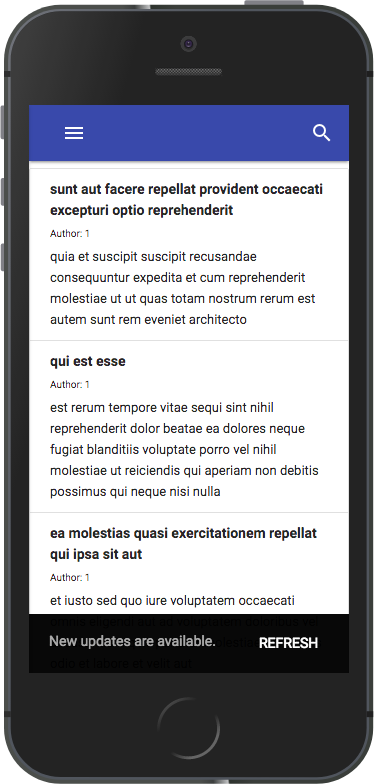 sunt aut facere repellat provident occaecati
excepturi optio reprehenderit
Author: 1
quia et suscipit suscipit recusandae
consequuntur expedita et cum reprehenderit
molestiae ut ut quas totam nostrum rerum est
autem sunt rem eveniet architecto
qui est esse
Author: 1
est rerum tempore vitae sequi sint nihil
reprehenderit dolor beatae ea dolores neque
fugiat blanditiis voluptate porro vel nihil
molestiae ut reiciendis qui aperiam non debitis
possimus qui neque nisi nulla
ea molestias quasi exercitationem repellat
qui ipsa sit aut
Author: 1
et iusto sed quo iure voluptatem occaecati
New updates are available. REFRESH